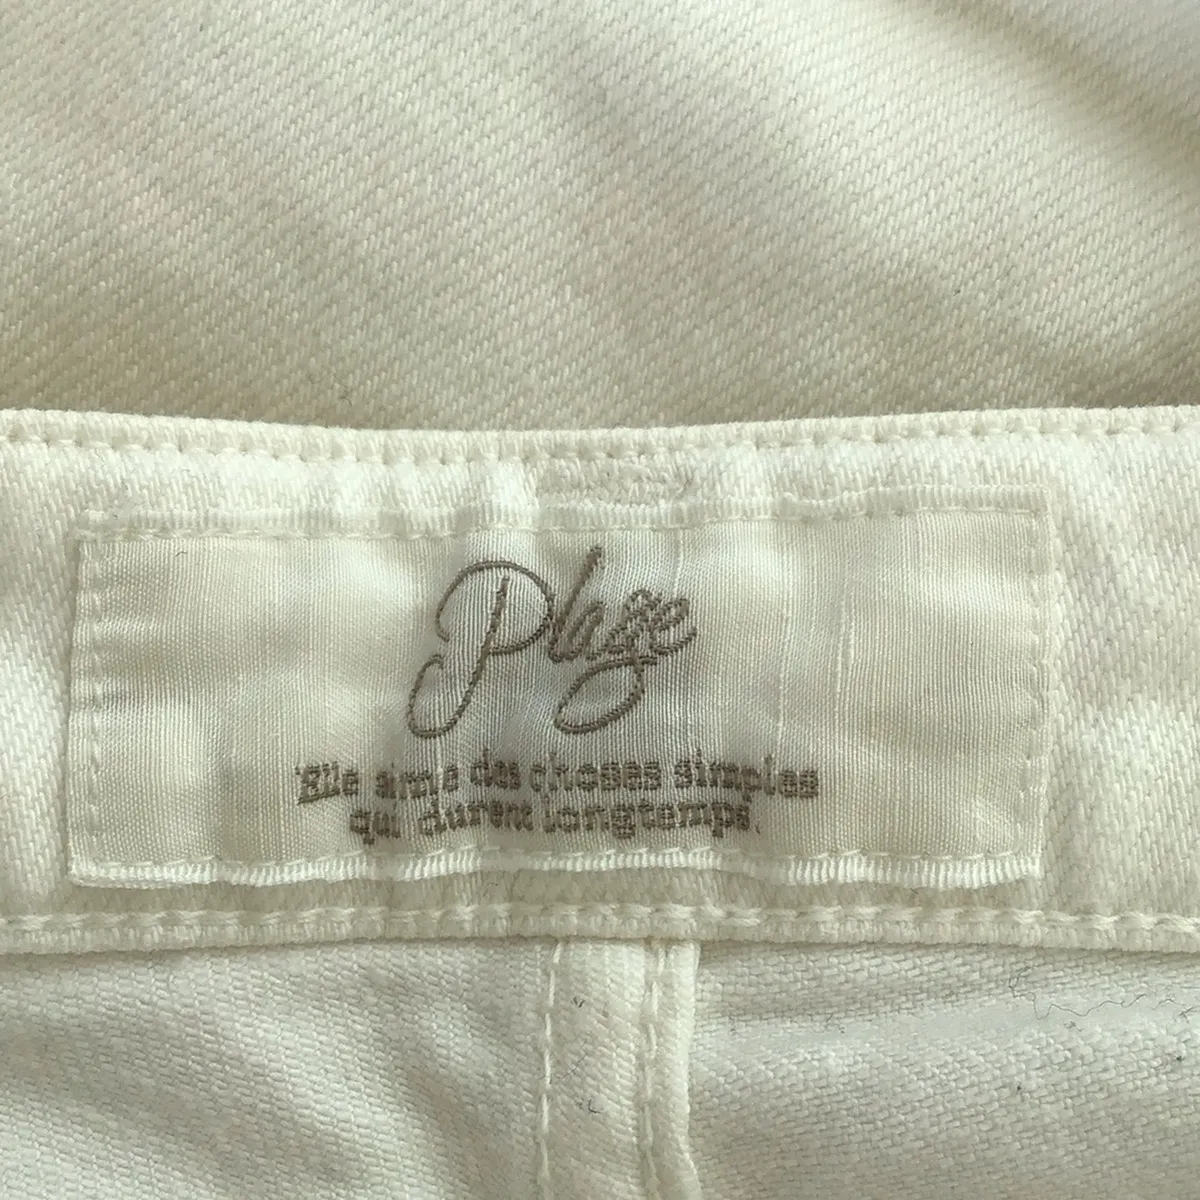 Plage
"Elle aime des choses simples
qui durent longtemps.